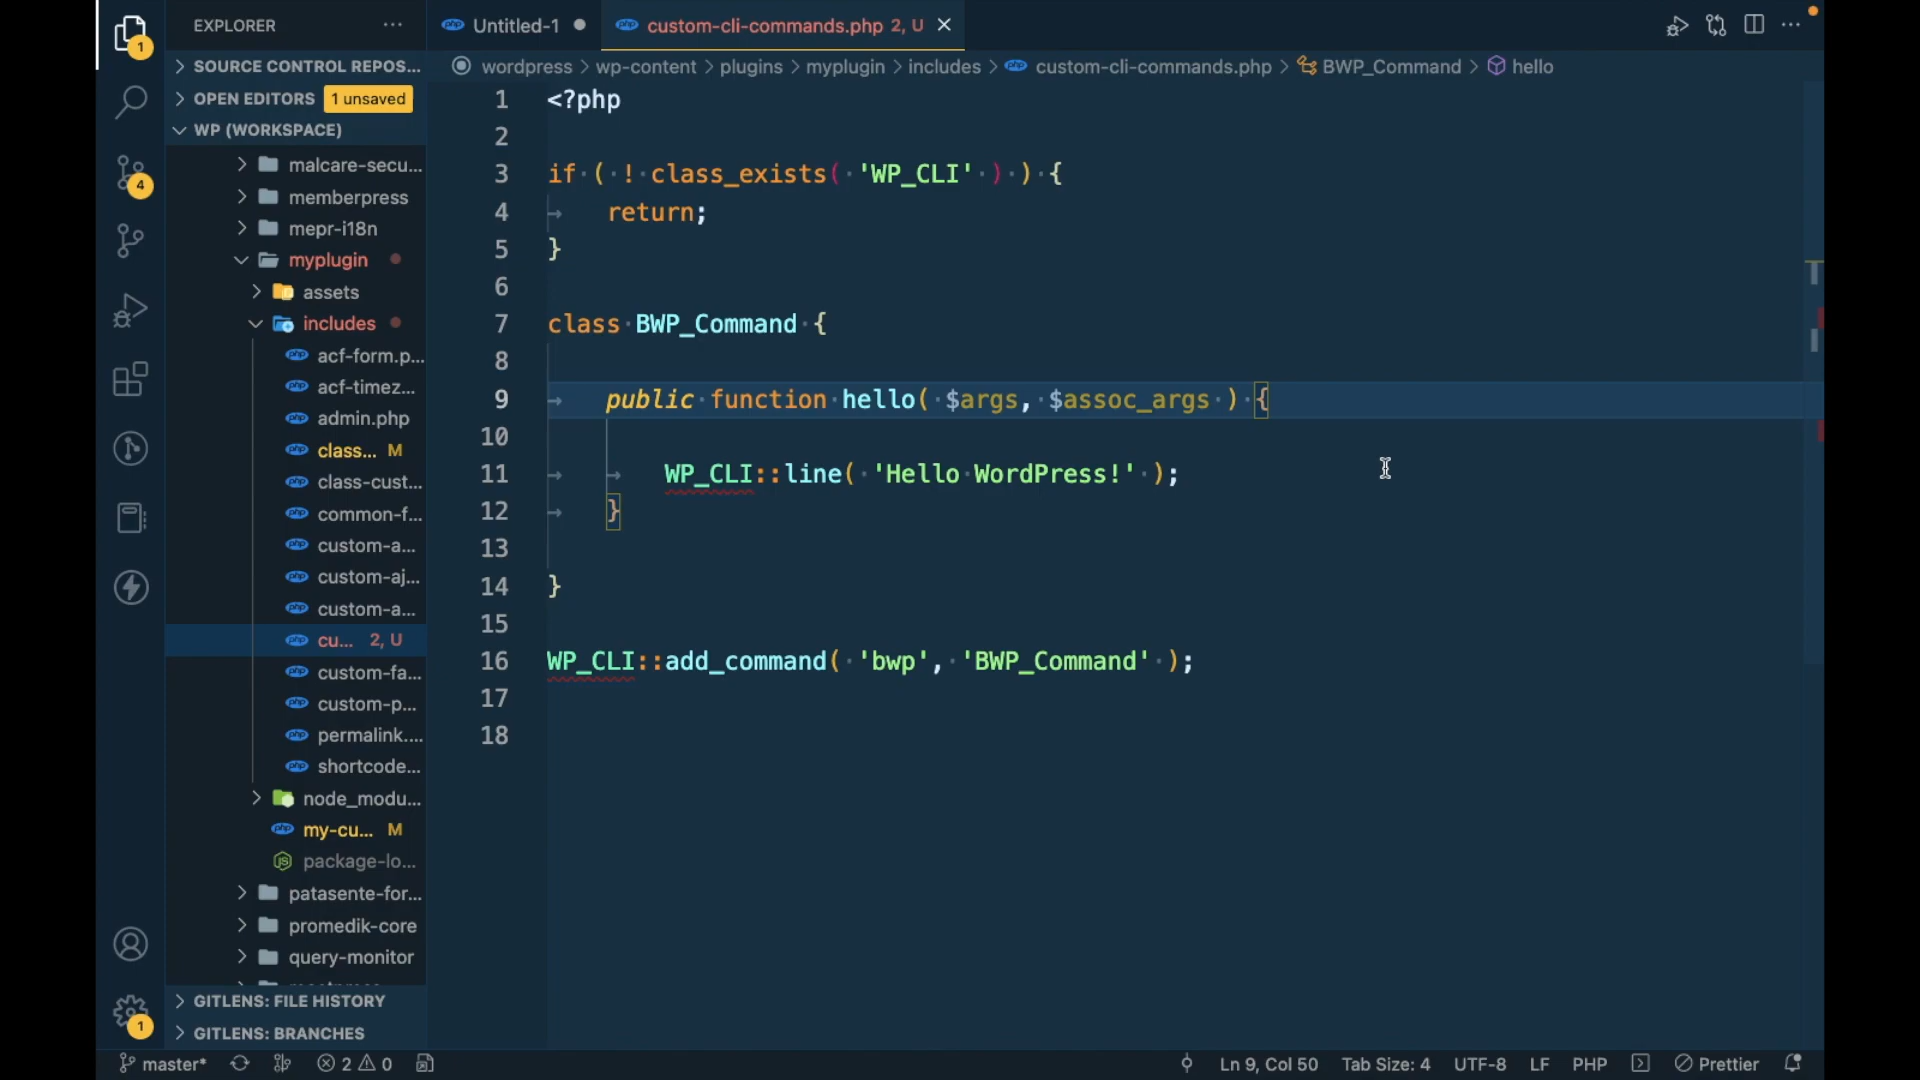 EXPLORER
Untitled-1
custom-cli-commands.php 2, U
SOURCE CONTROL REPOS...
OPEN EDITORS 1 unsaved
WP (WORKSPACE)
malcare-secu...
memberpress
mepr-i18n
myplugin
assets
includes
acf-form.p...
acf-timez...
admin.php
class... M
class-cust...
common-f...
custom-a...
custom-aj...
custom-a...
cu... 2, U
custom-fa...
custom-p...
permalink....
shortcode...
node_modu...
my-cu... M
package-lo...
patasente-for...
promedik-core
query-monitor
GITLENS: FILE HISTORY
GITLENS: BRANCHES
1
4
1
wordpress > wp-content > plugins > myplugin > includes > custom-cli-commands.php > BWP_Command > hello
1 <?php
2
3 if ( ! class_exists( 'WP_CLI' ) ) {
4 return;
5 }
6
7 class BWP_Command {
8
9 public function hello( $args, $assoc_args ) {
10
11 WP_CLI::line( 'Hello WordPress!' );
12 }
13
14 }
15
16 WP_CLI::add_command( 'bwp', 'BWP_Command' );
17
18
master* 2 0 Ln 9, Col 50 Tab Size: 4 UTF-8 LF PHP Prettier